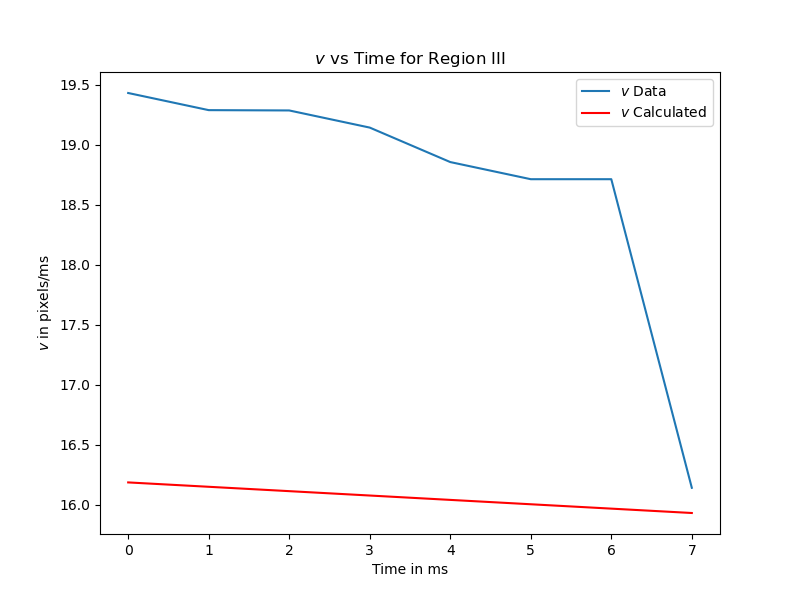 v vs Time for Region III
v Data
v Calculated
19.5
19.0
18.5
18.0
17.5
17.0
16.5
16.0
v in pixels/ms
0 1 2 3 4 5 6 7
Time in ms